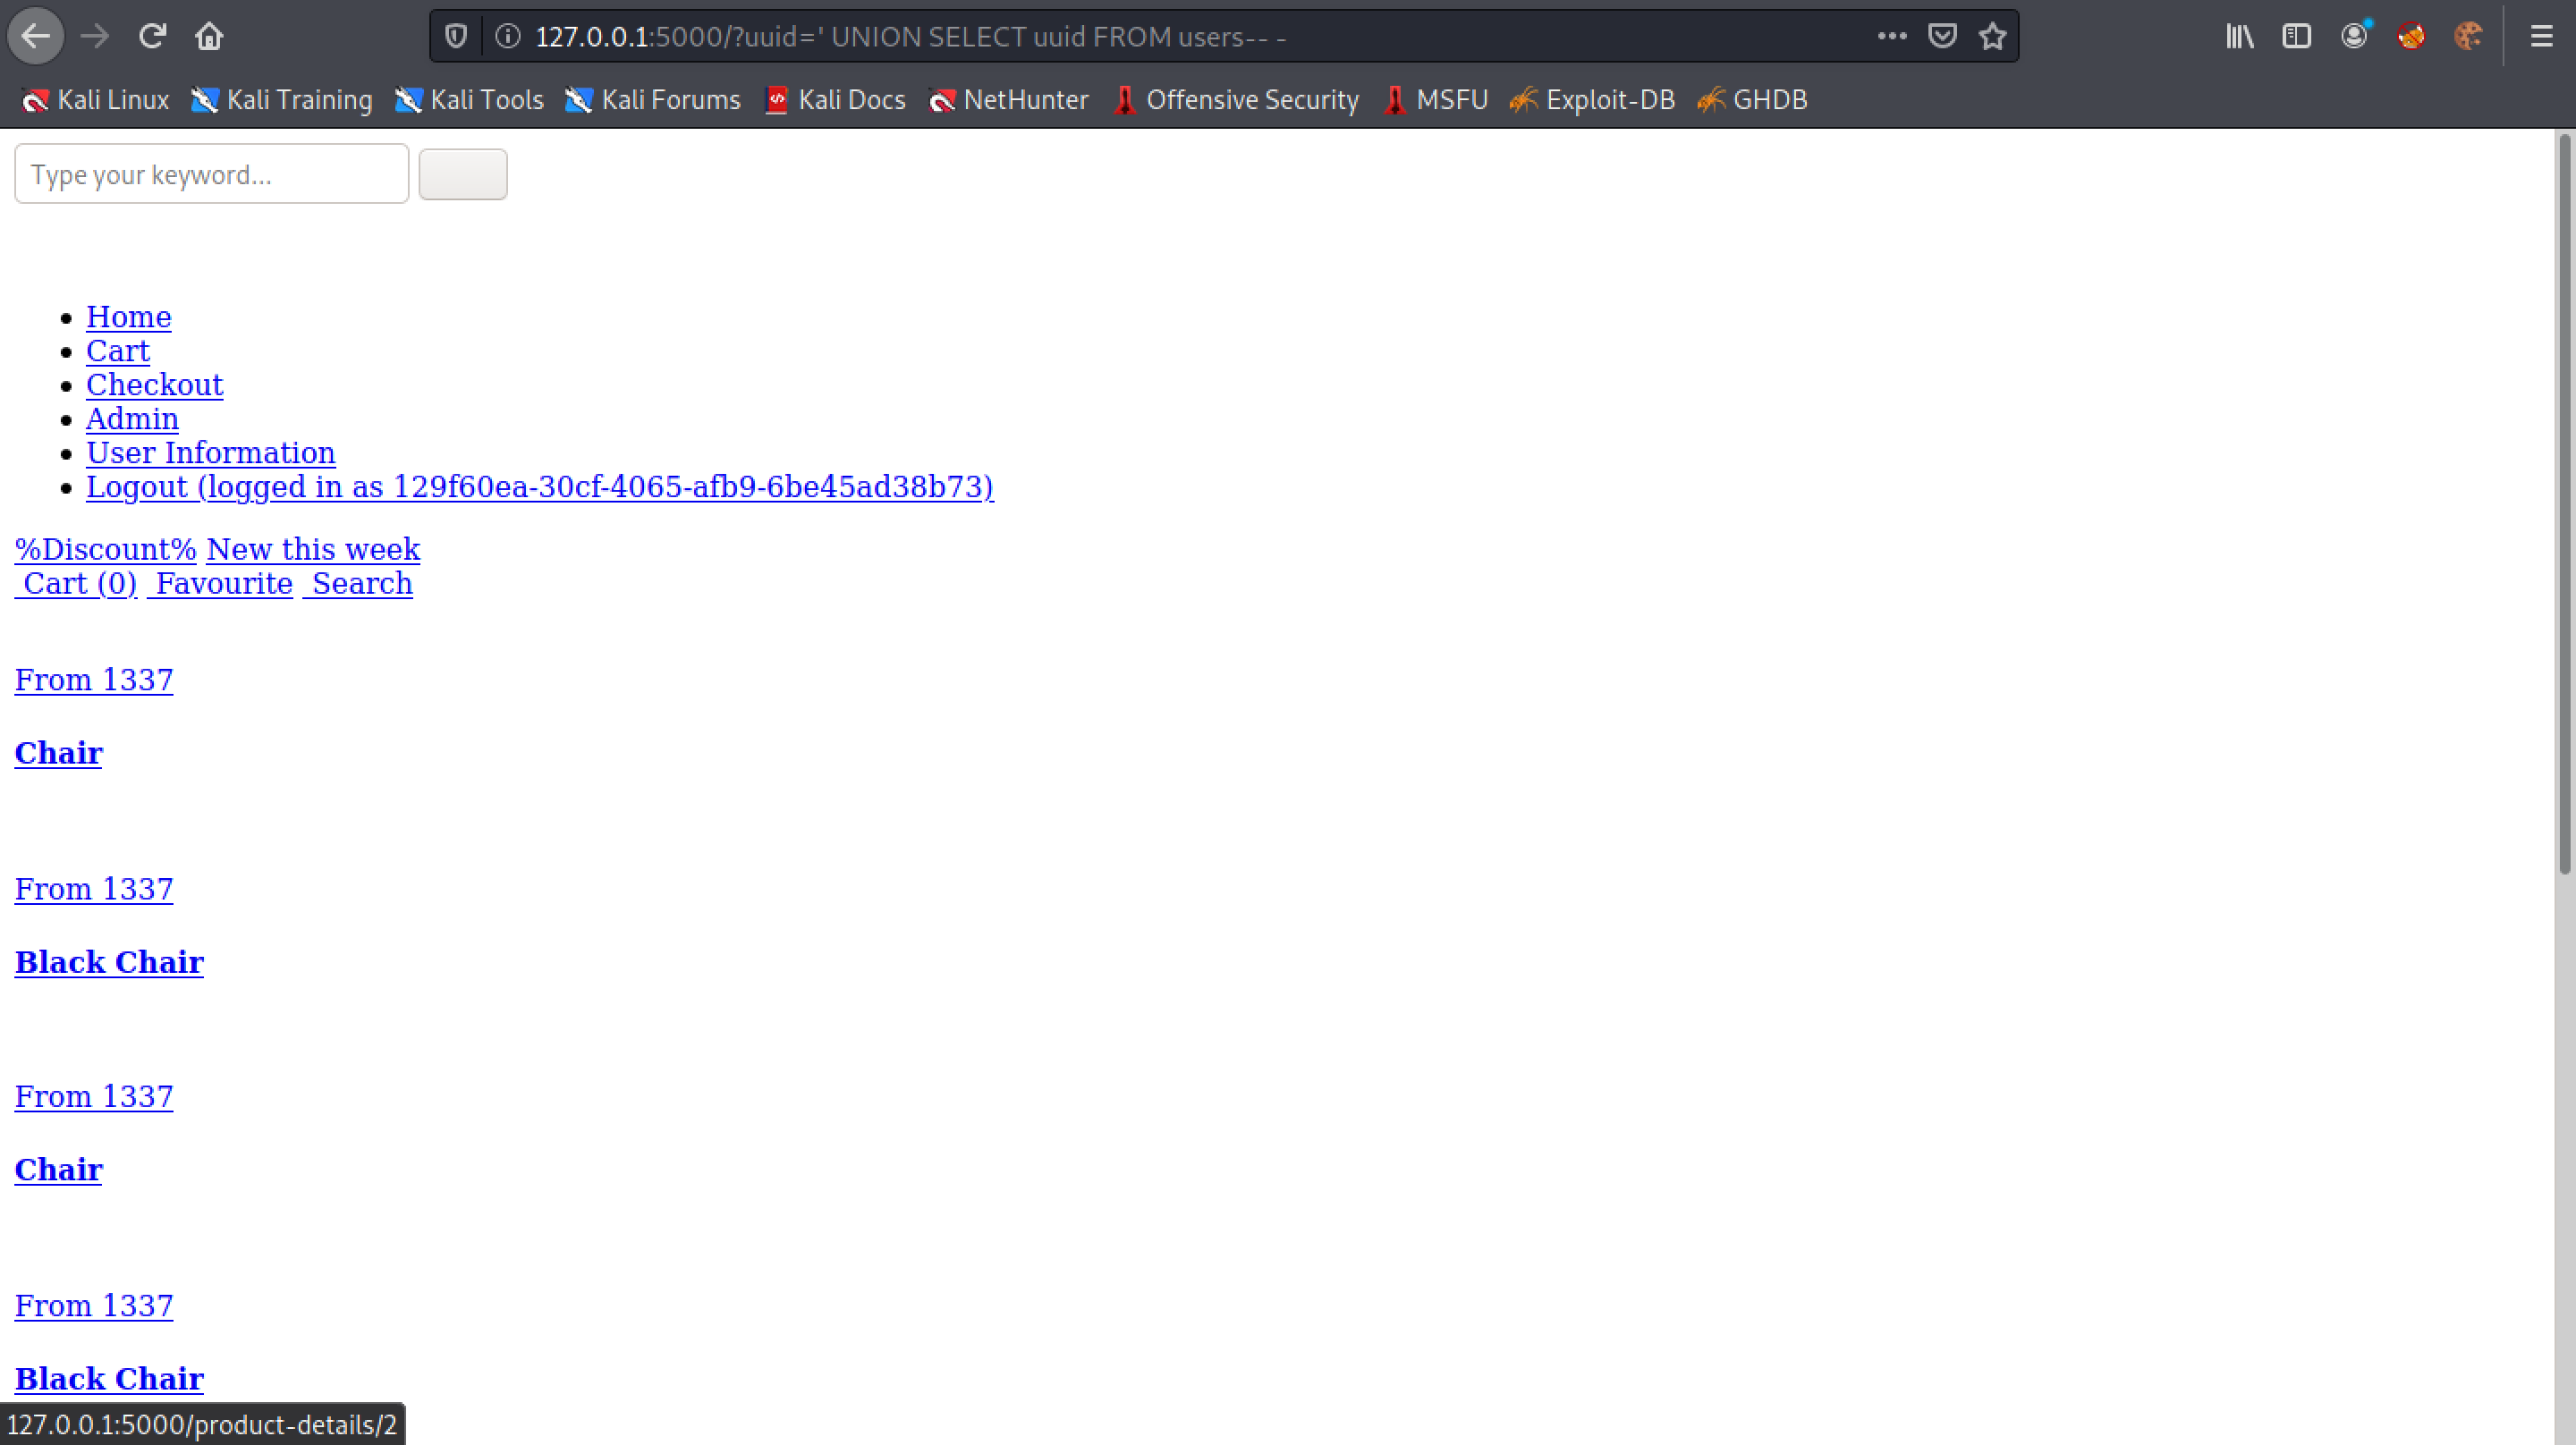 127.0.0.1:5000/?uuid=' UNION SELECT uuid FROM users-- -
Kali Linux Kali Training Kali Tools Kali Forums Kali Docs NetHunter Offensive Security MSFU Exploit-DB GHDB
Type your keyword...
Home
Cart
Checkout
Admin
User Information
Logout (logged in as 129f60ea-30cf-4065-afb9-6be45ad38b73)
%Discount% New this week
Cart (0) Favourite Search
From 1337
Chair
From 1337
Black Chair
From 1337
Chair
From 1337
Black Chair
127.0.0.1:5000/product-details/2